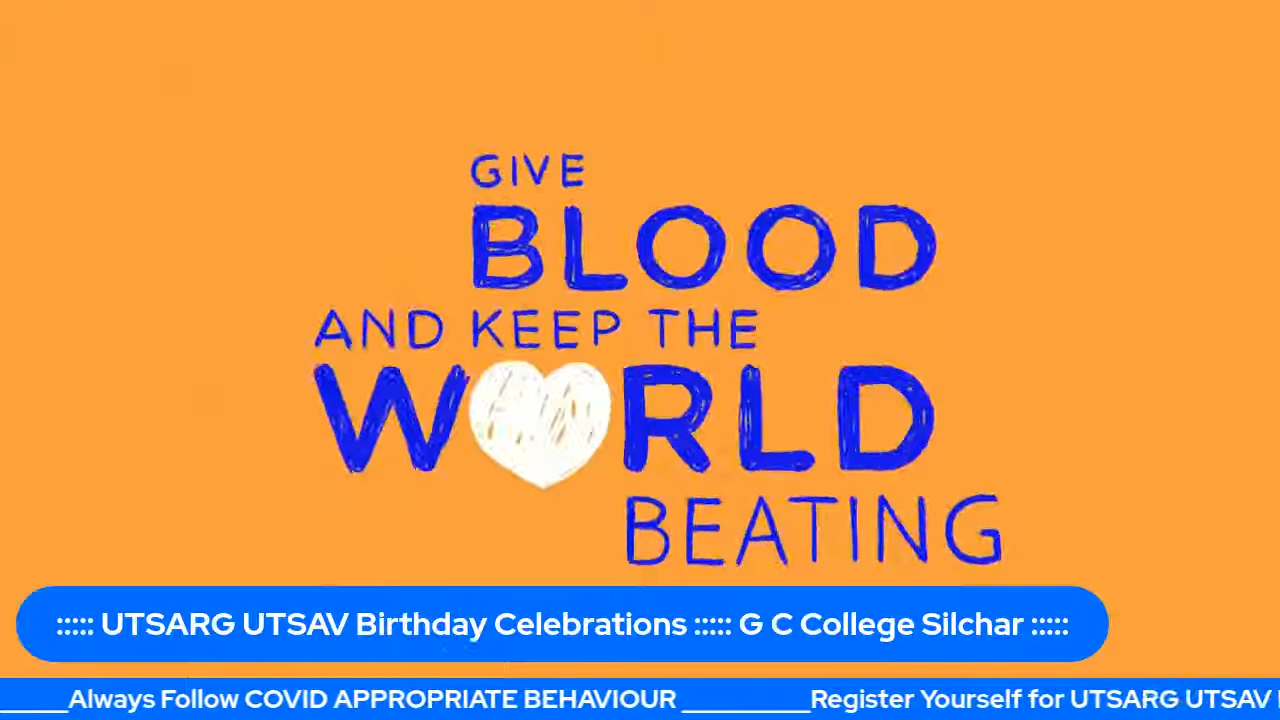 GIVE
BLOOD
AND KEEP THE
W RLD
BEATING
::::: UTSARG UTSAV Birthday Celebrations ::::: G C College Silchar :::::
_____Always Follow COVID APPROPRIATE BEHAVIOUR __________Register Yourself for UTSARG UTSAV